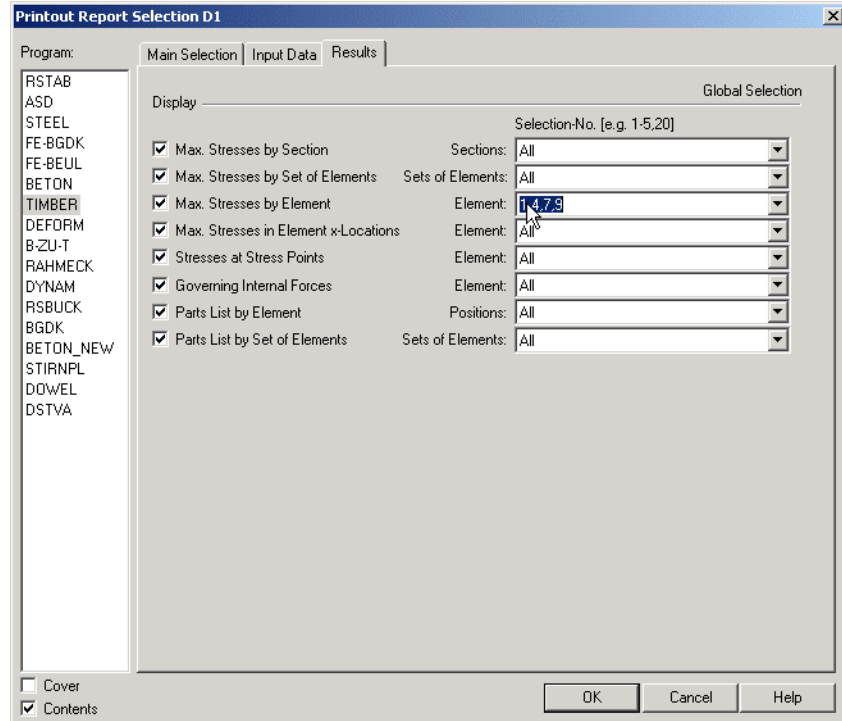 Printout Report Selection D1
Program:
RSTAB
ASD
STEEL
FE-BGDK
FE-BEUL
BETON
TIMBER
DEFORM
B-ZU-T
RAHMECK
DYNAM
RSBUCK
BGDK
BETON_NEW
STIRNPL
DOWEL
DSTVA
Cover
Contents
Main Selection Input Data Results
Global Selection
Display
Selection-No. [e.g. 1-5,20]
Max. Stresses by Section Sections: All
Max. Stresses by Set of Elements Sets of Elements: All
Max. Stresses by Element Element: 1,4,7,9
Max. Stresses in Element x-Locations Element: All
Stresses at Stress Points Element: All
Governing Internal Forces Element: All
Parts List by Element Positions: All
Parts List by Set of Elements Sets of Elements: All
OK Cancel Help